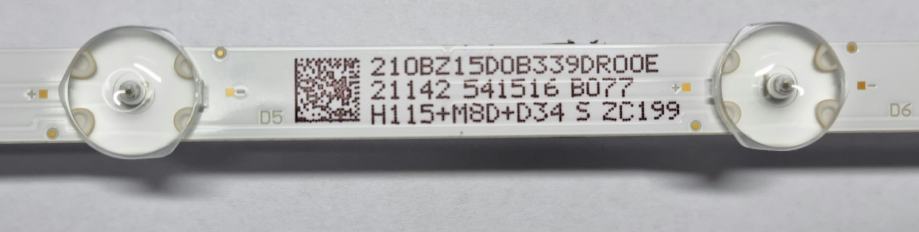 210BZ15D0B339DR00E
21142 541516 B077
D5 H115+M8D+D34 S ZC199 D6